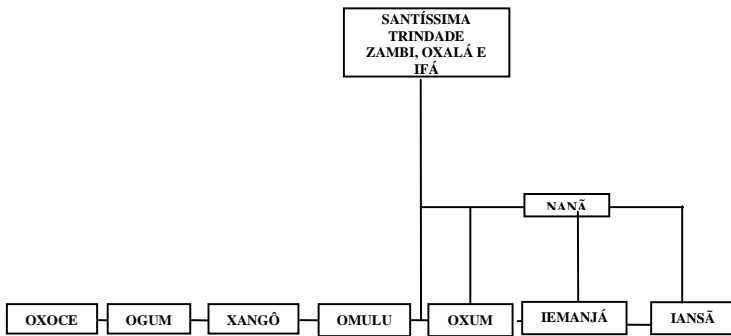 SANTÍSSIMA
TRINDADE
ZAMBI, OXALÁ E
IFÁ
NANÃ
OXOCE
OGUM
XANGÔ
OMULU
OXUM
IEMANJÁ
IANSÃ